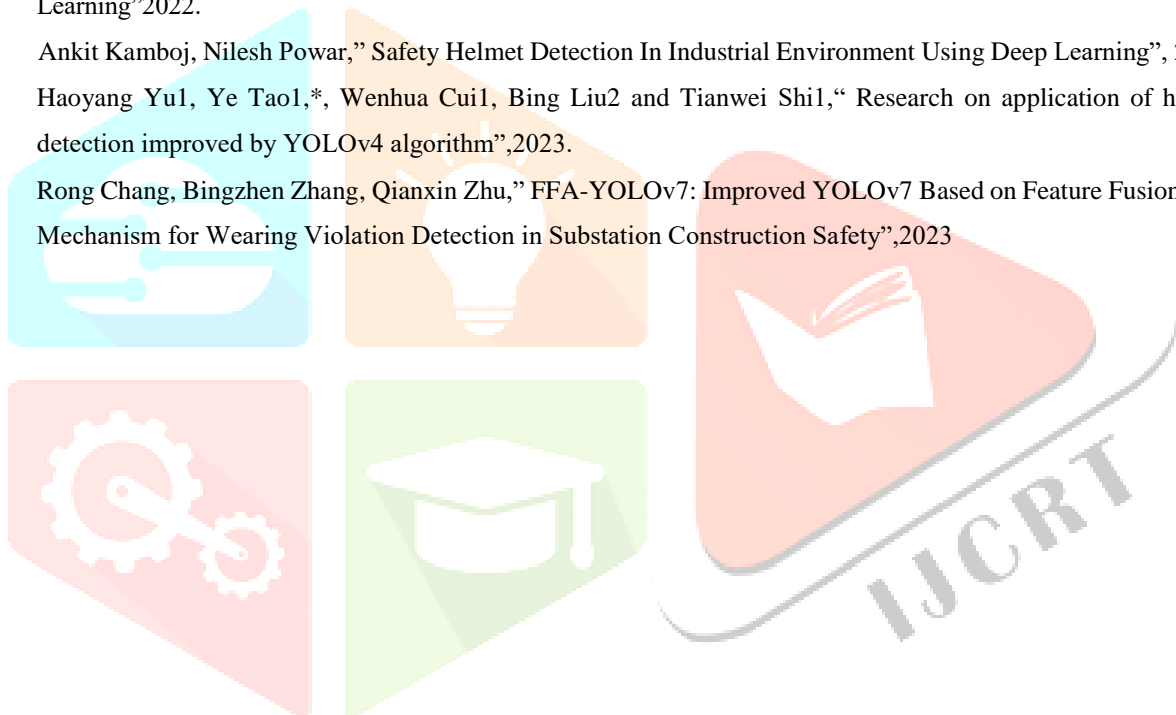 Learning”2022.
Ankit Kamboj, Nilesh Powar,” Safety Helmet Detection In Industrial Environment Using Deep Learning”,
Haoyang Yu1, Ye Tao1,*, Wenhua Cui1, Bing Liu2 and Tianwei Shi1,“ Research on application of
detection improved by YOLOv4 algorithm”,2023.
Rong Chang, Bingzhen Zhang, Qianxin Zhu,” FFA-YOLOv7: Improved YOLOv7 Based on Feature Fusion
Mechanism for Wearing Violation Detection in Substation Construction Safety”,2023
IJCRT